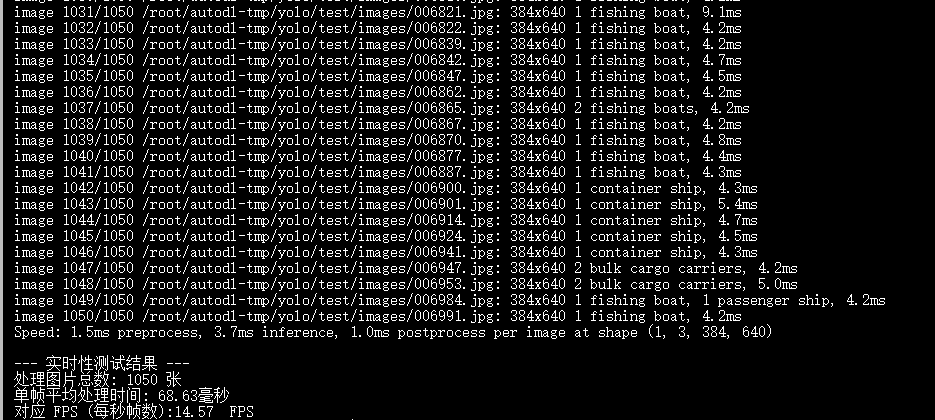 image 1031/1050 /root/autodl-tmp/yolo/test/images/006821.jpg: 384x640 1 fishing boat, 9.1ms
image 1032/1050 /root/autodl-tmp/yolo/test/images/006822.jpg: 384x640 1 fishing boat, 4.2ms
image 1033/1050 /root/autodl-tmp/yolo/test/images/006839.jpg: 384x640 1 fishing boat, 4.2ms
image 1034/1050 /root/autodl-tmp/yolo/test/images/006842.jpg: 384x640 1 fishing boat, 4.7ms
image 1035/1050 /root/autodl-tmp/yolo/test/images/006847.jpg: 384x640 1 fishing boat, 4.5ms
image 1036/1050 /root/autodl-tmp/yolo/test/images/006862.jpg: 384x640 1 fishing boat, 4.2ms
image 1037/1050 /root/autodl-tmp/yolo/test/images/006865.jpg: 384x640 2 fishing boats, 4.2ms
image 1038/1050 /root/autodl-tmp/yolo/test/images/006867.jpg: 384x640 1 fishing boat, 4.2ms
image 1039/1050 /root/autodl-tmp/yolo/test/images/006870.jpg: 384x640 1 fishing boat, 4.8ms
image 1040/1050 /root/autodl-tmp/yolo/test/images/006877.jpg: 384x640 1 fishing boat, 4.4ms
image 1041/1050 /root/autodl-tmp/yolo/test/images/006887.jpg: 384x640 1 fishing boat, 4.3ms
image 1042/1050 /root/autodl-tmp/yolo/test/images/006900.jpg: 384x640 1 container ship, 4.3ms
image 1043/1050 /root/autodl-tmp/yolo/test/images/006901.jpg: 384x640 1 container ship, 5.4ms
image 1044/1050 /root/autodl-tmp/yolo/test/images/006914.jpg: 384x640 1 container ship, 4.7ms
image 1045/1050 /root/autodl-tmp/yolo/test/images/006924.jpg: 384x640 1 container ship, 4.5ms
image 1046/1050 /root/autodl-tmp/yolo/test/images/006941.jpg: 384x640 1 container ship, 4.3ms
image 1047/1050 /root/autodl-tmp/yolo/test/images/006947.jpg: 384x640 2 bulk cargo carriers, 4.2ms
image 1048/1050 /root/autodl-tmp/yolo/test/images/006953.jpg: 384x640 2 bulk cargo carriers, 5.0ms
image 1049/1050 /root/autodl-tmp/yolo/test/images/006984.jpg: 384x640 1 fishing boat, 1 passenger ship, 4.2ms
image 1050/1050 /root/autodl-tmp/yolo/test/images/006991.jpg: 384x640 1 fishing boat, 4.2ms
Speed: 1.5ms preprocess, 3.7ms inference, 1.0ms postprocess per image at shape (1, 3, 384, 640)
--- 实时性测试结果 ---
处理图片总数: 1050 张
单帧平均处理时间: 68.63毫秒
对应 FPS (每秒帧数):14.57 FPS